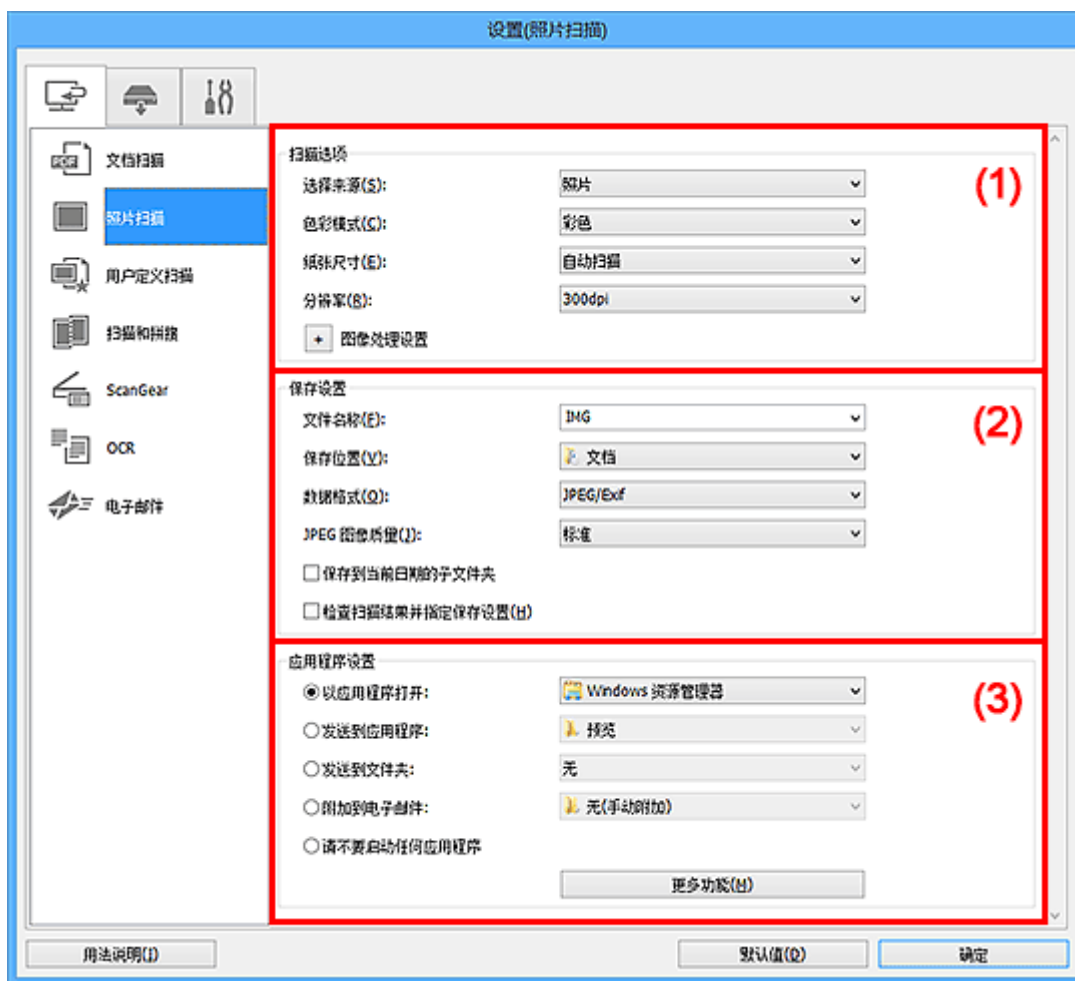 设置(照片扫描)
文档扫描
照片扫描
用户定义扫描
扫描和拼接
ScanGear
OCR
电子邮件
扫描选项
(1)
选择来源(S): 照片
色彩模式(C): 彩色
纸张尺寸(E): 自动扫描
分辨率(R): 300dpi
+ 图像处理设置
保存设置
(2)
文件名称(F): IMG
保存位置(V): 文档
数据格式(O): JPEG/Exif
JPEG 图像质量(J): 标准
保存到当前日期的子文件夹
检查扫描结果并指定保存设置(H)
应用程序设置
(3)
以应用程序打开: Windows 资源管理器
发送到应用程序: 预览
发送到文件夹: 无
附加到电子邮件: 无(手动附加)
请不要启动任何应用程序
更多功能(M)
用法说明(I)
默认值(D)
确定